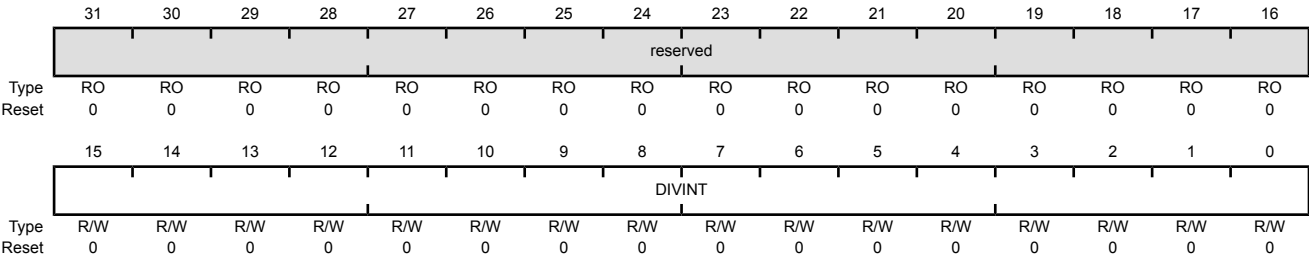 31 30 29 28 27 26 25 24 23 22 21 20 19 18 17 16
reserved
Type RO RO RO RO RO RO RO RO RO RO RO RO RO RO RO RO
Reset 0 0 0 0 0 0 0 0 0 0 0 0 0 0 0 0
15 14 13 12 11 10 9 8 7 6 5 4 3 2 1 0
DIVINT
Type R/W R/W R/W R/W R/W R/W R/W R/W R/W R/W R/W R/W R/W R/W R/W R/W
Reset 0 0 0 0 0 0 0 0 0 0 0 0 0 0 0 0